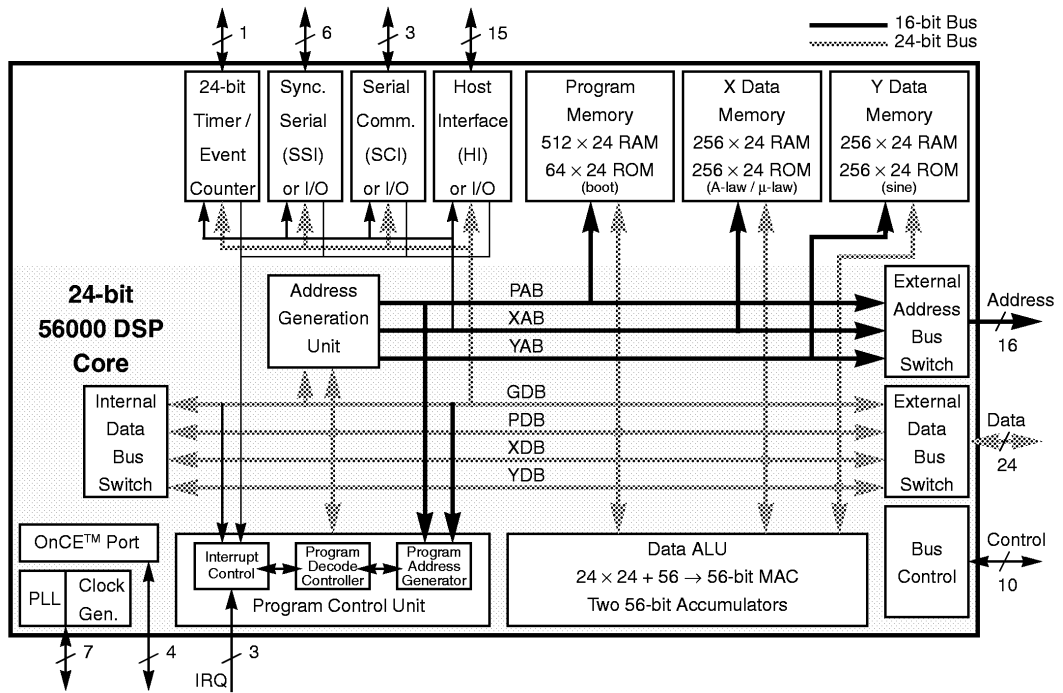 1
6
3
15
16-bit Bus
24-bit Bus
24-bit
Timer /
Event
Counter
Sync.
Serial
(SSI)
or I/O
Serial
Comm.
(SCI)
or I/O
Host
Interface
(HI)
or I/O
Program
Memory
512 × 24 RAM
64 × 24 ROM
(boot)
X Data
Memory
256 × 24 RAM
256 × 24 ROM
(A-law / μ-law)
Y Data
Memory
256 × 24 RAM
256 × 24 ROM
(sine)
24-bit
56000 DSP
Core
Address
Generation
Unit
PAB
XAB
YAB
External
Address
Bus
Switch
Address
16
Internal
Data
Bus
Switch
GDB
PDB
XDB
YDB
External
Data
Bus
Switch
Data
24
OnCE™ Port
PLL
Clock
Gen.
Interrupt
Control
Program
Decode
Controller
Program
Address
Generator
Program Control Unit
Data ALU
24 × 24 + 56 → 56-bit MAC
Two 56-bit Accumulators
Bus
Control
Control
10
7
4
3
IRQ